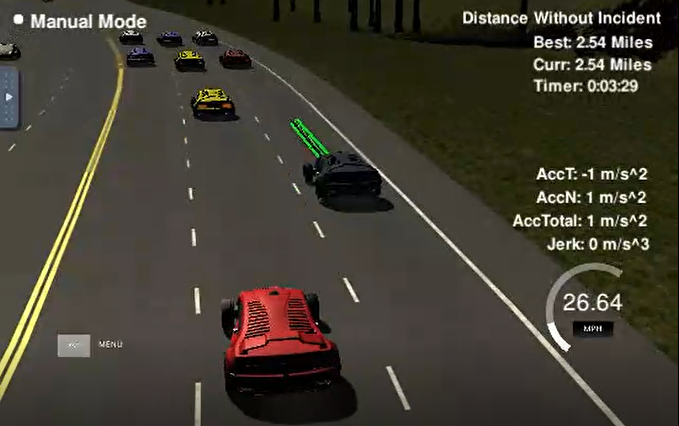 Manual Mode
Distance Without Incident
Best: 2.54 Miles
Curr: 2.54 Miles
Timer: 0:03:29
AccT: -1 m/s^2
AccN: 1 m/s^2
AccTotal: 1 m/s^2
Jerk: 0 m/s^3
26.64
MPH
MENU